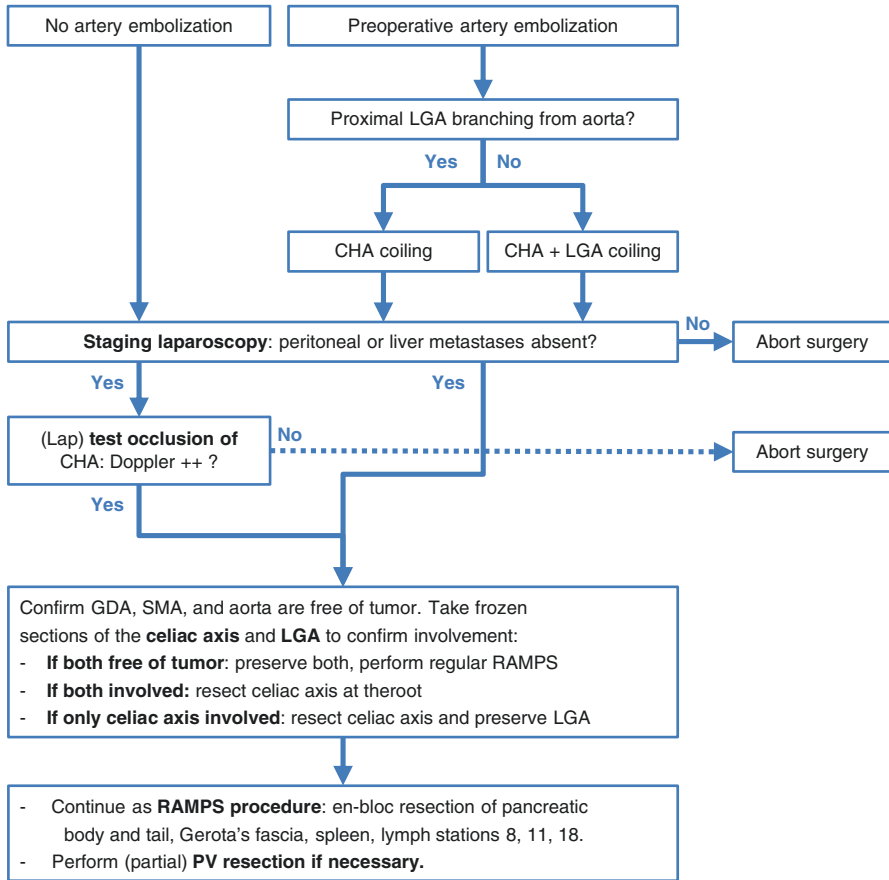 No artery embolization
Preoperative artery embolization
Proximal LGA branching from aorta?
Yes
No
CHA coiling
CHA + LGA coiling
Staging laparoscopy: peritoneal or liver metastases absent?
No
Abort surgery
Yes
Yes
(Lap) test occlusion of
CHA: Doppler ++ ?
No
Abort surgery
Yes
Confirm GDA, SMA, and aorta are free of tumor. Take frozen
sections of the celiac axis and LGA to confirm involvement:
- If both free of tumor: preserve both, perform regular RAMPS
- If both involved: resect celiac axis at theroot
- If only celiac axis involved: resect celiac axis and preserve LGA
- Continue as RAMPS procedure: en-bloc resection of pancreatic
body and tail, Gerota's fascia, spleen, lymph stations 8, 11, 18.
- Perform (partial) PV resection if necessary.